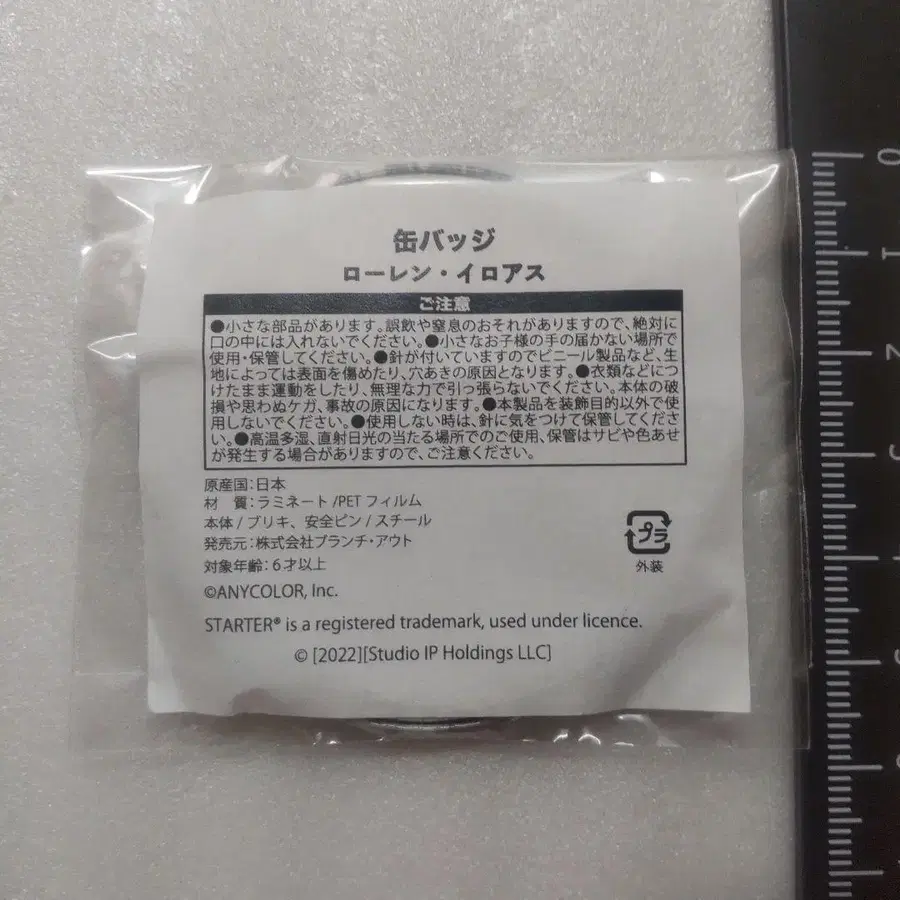 缶バッジ
ローレン・イロアス
ご注意
●小さな部品があります。誤飲や窒息のおそれがありますので、絶対に
口の中には入れないでください。●小さなお子様の手の届かない場所で
使用・保管してください。●針が付いていますのでビニール製品など、生
地によっては表面を傷めたり、穴あきの原因となります。●衣類などにつ
けたまま運動をしたり、無理な力で引っ張らないでください。本体の破
損や思わぬケガ、事故の原因になります。●本製品を装飾目的以外で使
用しないでください。●使用しない時は、針に気をつけて保管してくださ
い。●高温多湿、直射日光の当たる場所でのご使用、保管はサビや色あせ
が発生する場合がありますので、ご注意ください。
原産国：日本
材　質：ラミネート /PET フィルム
本体 / ブリキ、安全ピン / スチール
発売元：株式会社ブランチ・アウト
対象年齢：6才以上
プラ
外装
©ANYCOLOR, Inc.
STARTER® is a registered trademark, used under licence.
© [2022][Studio IP Holdings LLC]
0
1
2
3
4
5
6